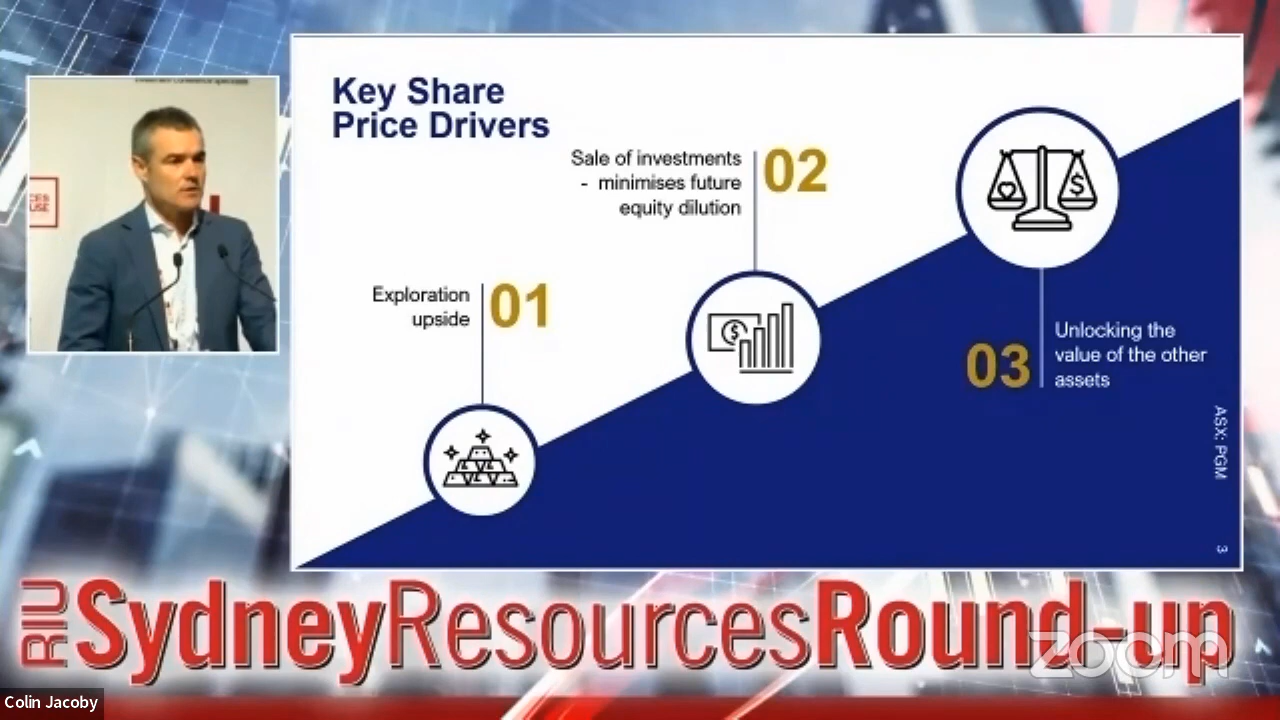 Key Share
Price Drivers
Exploration
upside
01
Sale of investments
- minimises future
equity dilution
02
03
Unlocking the
value of the other
assets
ASX: PGM
3
RIU SydneyResourcesRound-up
zoom
Colin Jacoby